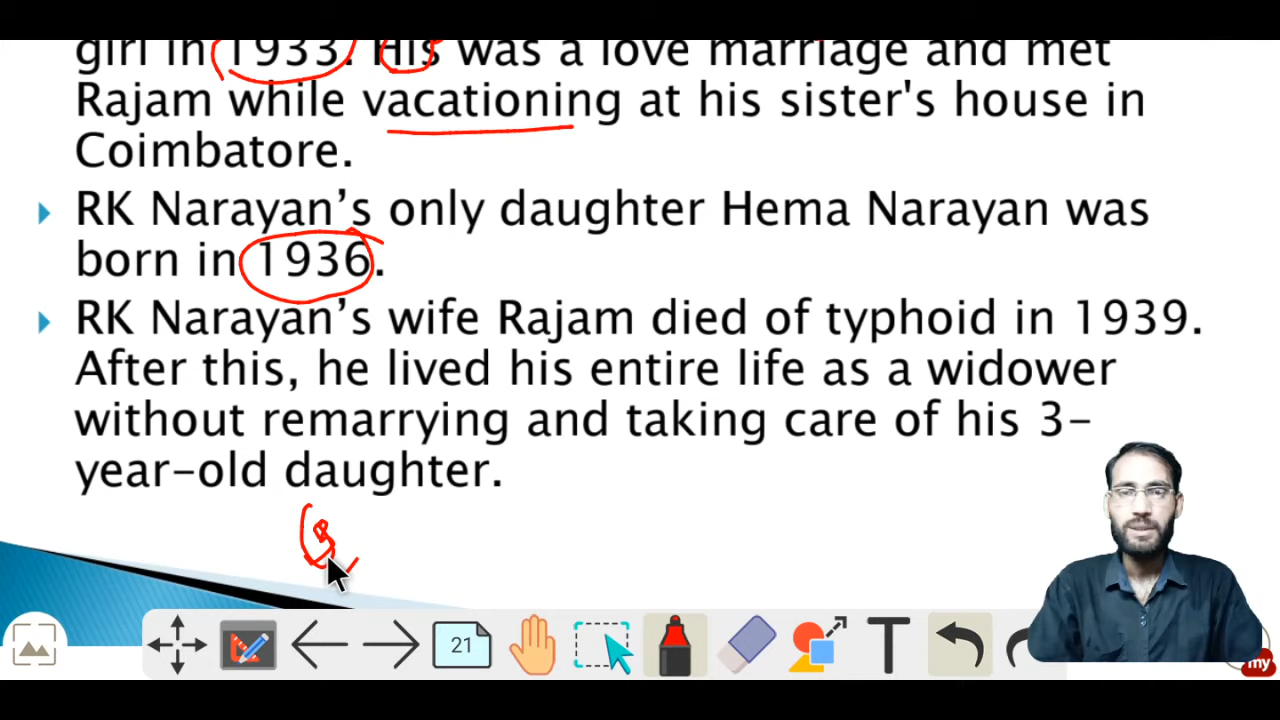 girl in 1933. His was a love marriage and met
Rajam while vacationing at his sister's house in
Coimbatore.
RK Narayan’s only daughter Hema Narayan was
born in 1936.
RK Narayan’s wife Rajam died of typhoid in 1939.
After this, he lived his entire life as a widower
without remarrying and taking care of his 3-
year-old daughter.
21
T
my